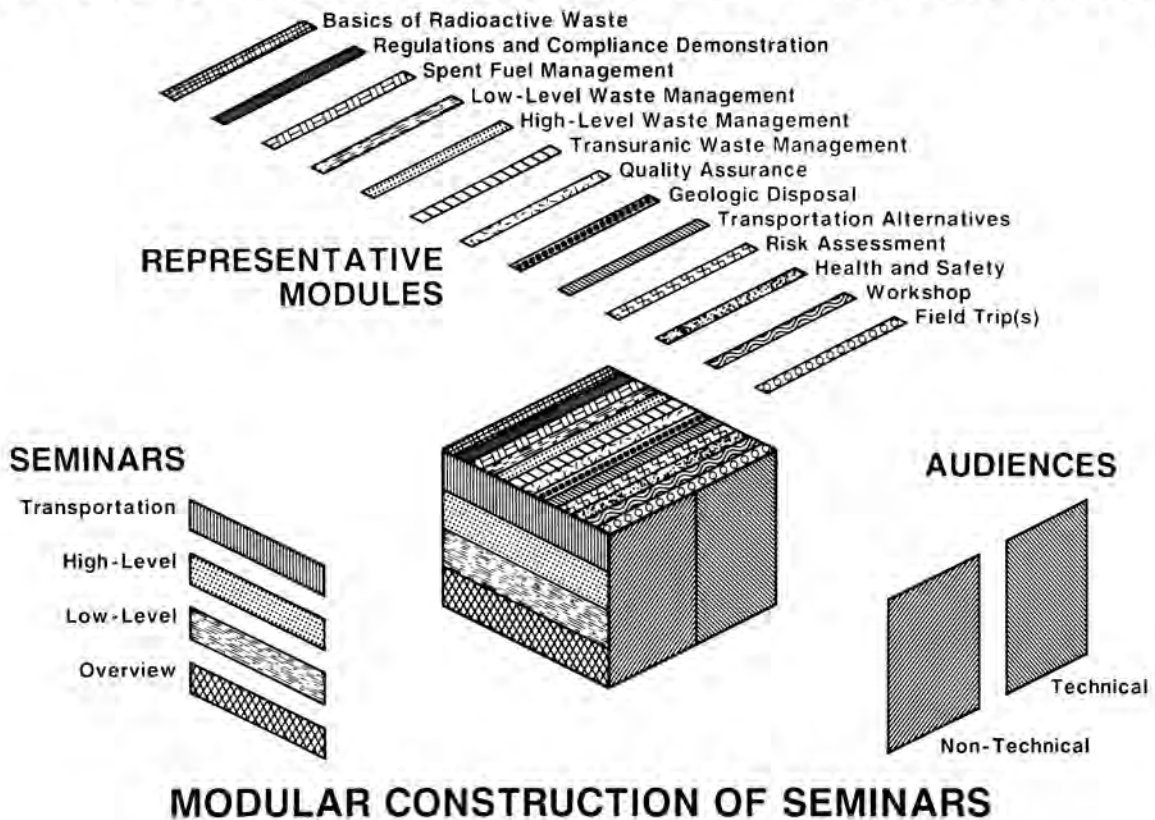 Basics of Radioactive Waste
Regulations and Compliance Demonstration
Spent Fuel Management
Low-Level Waste Management
High-Level Waste Management
Transuranic Waste Management
Quality Assurance
Geologic Disposal
Transportation Alternatives
Risk Assessment
Health and Safety
Workshop
Field Trip(s)
REPRESENTATIVE
MODULES
SEMINARS
Transportation
High-Level
Low-Level
Overview
AUDIENCES
Technical
Non-Technical
MODULAR CONSTRUCTION OF SEMINARS